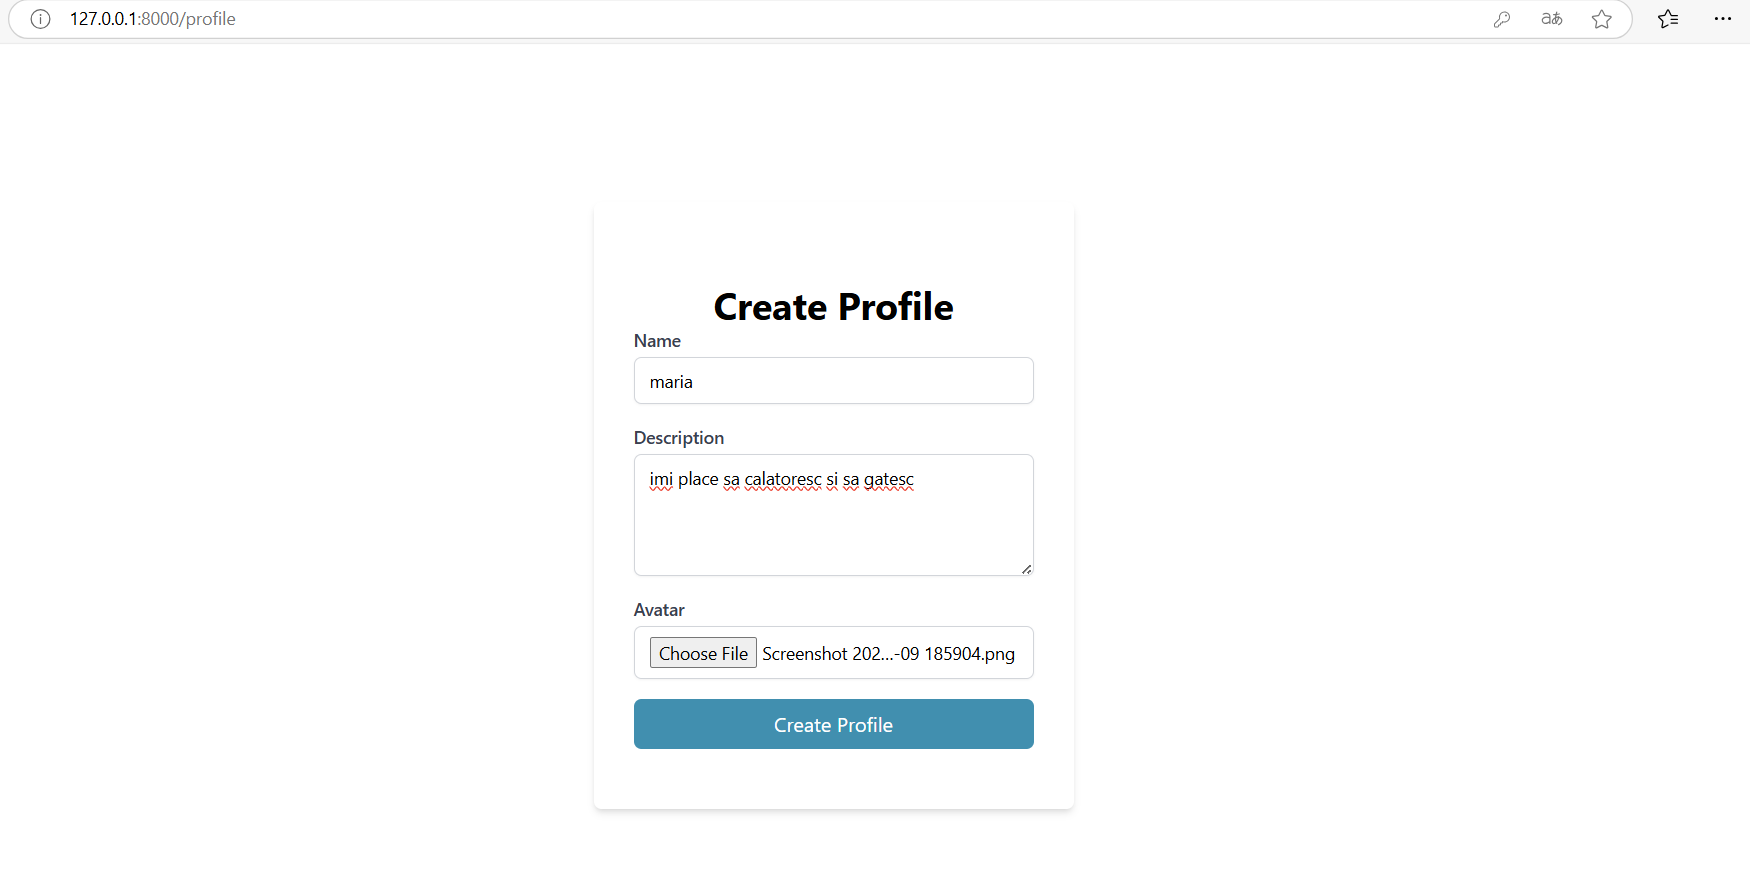 127.0.0.1:8000/profile
Create Profile
Name
maria
Description
imi place sa calatoresc si sa gatesc
Avatar
Choose File Screenshot 202...-09 185904.png
Create Profile